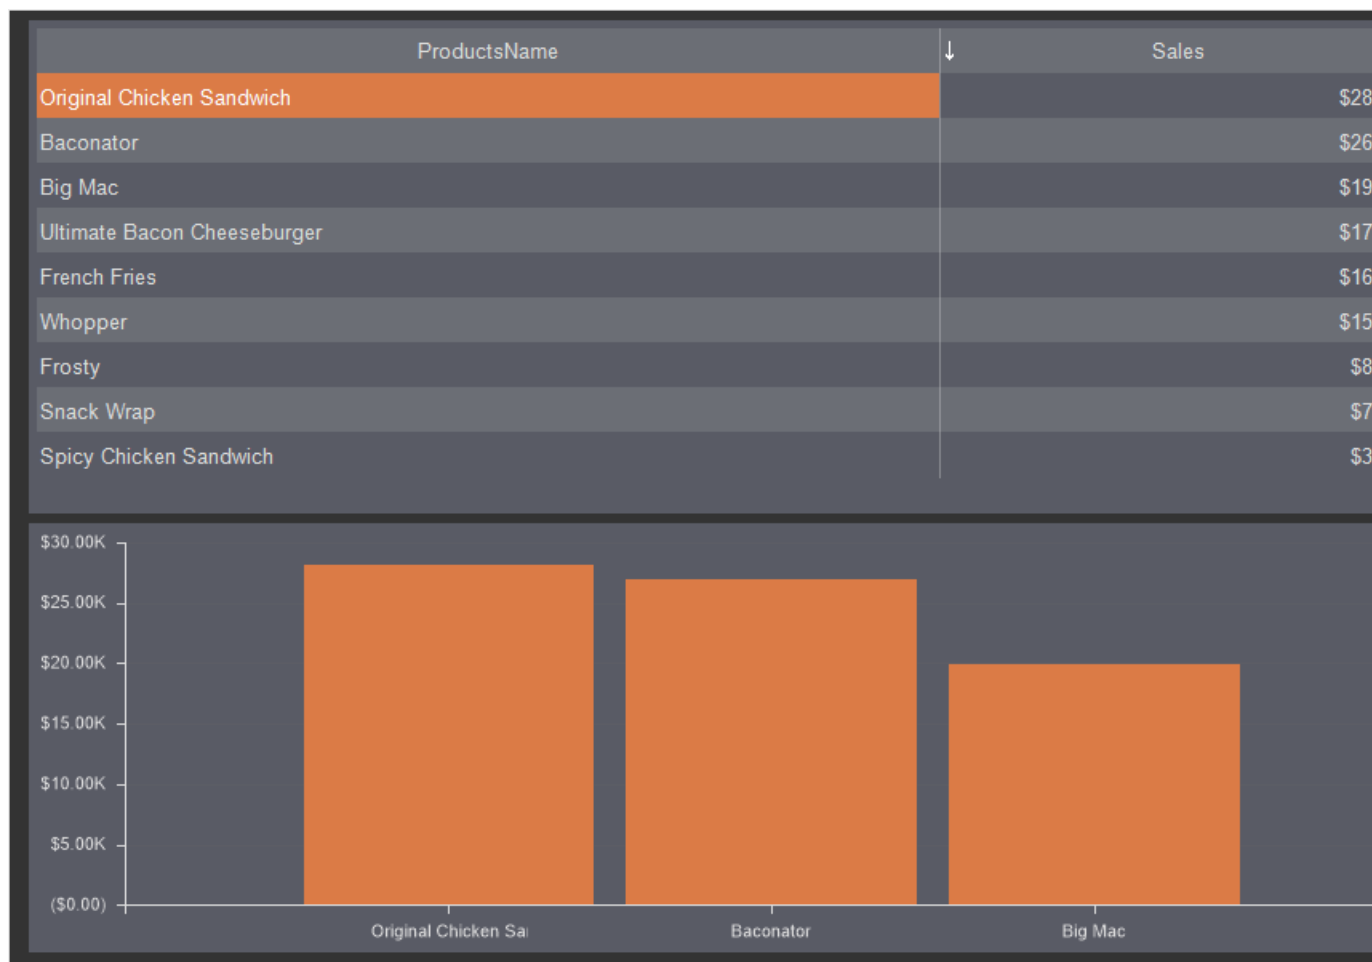 ProductsName ↓ Sales
Original Chicken Sandwich $28
Baconator $26
Big Mac $19
Ultimate Bacon Cheeseburger $17
French Fries $16
Whopper $15
Frosty $8
Snack Wrap $7
Spicy Chicken Sandwich $3
$30.00K
$25.00K
$20.00K
$15.00K
$10.00K
$5.00K
($0.00)
Original Chicken Sa Baconator Big Mac